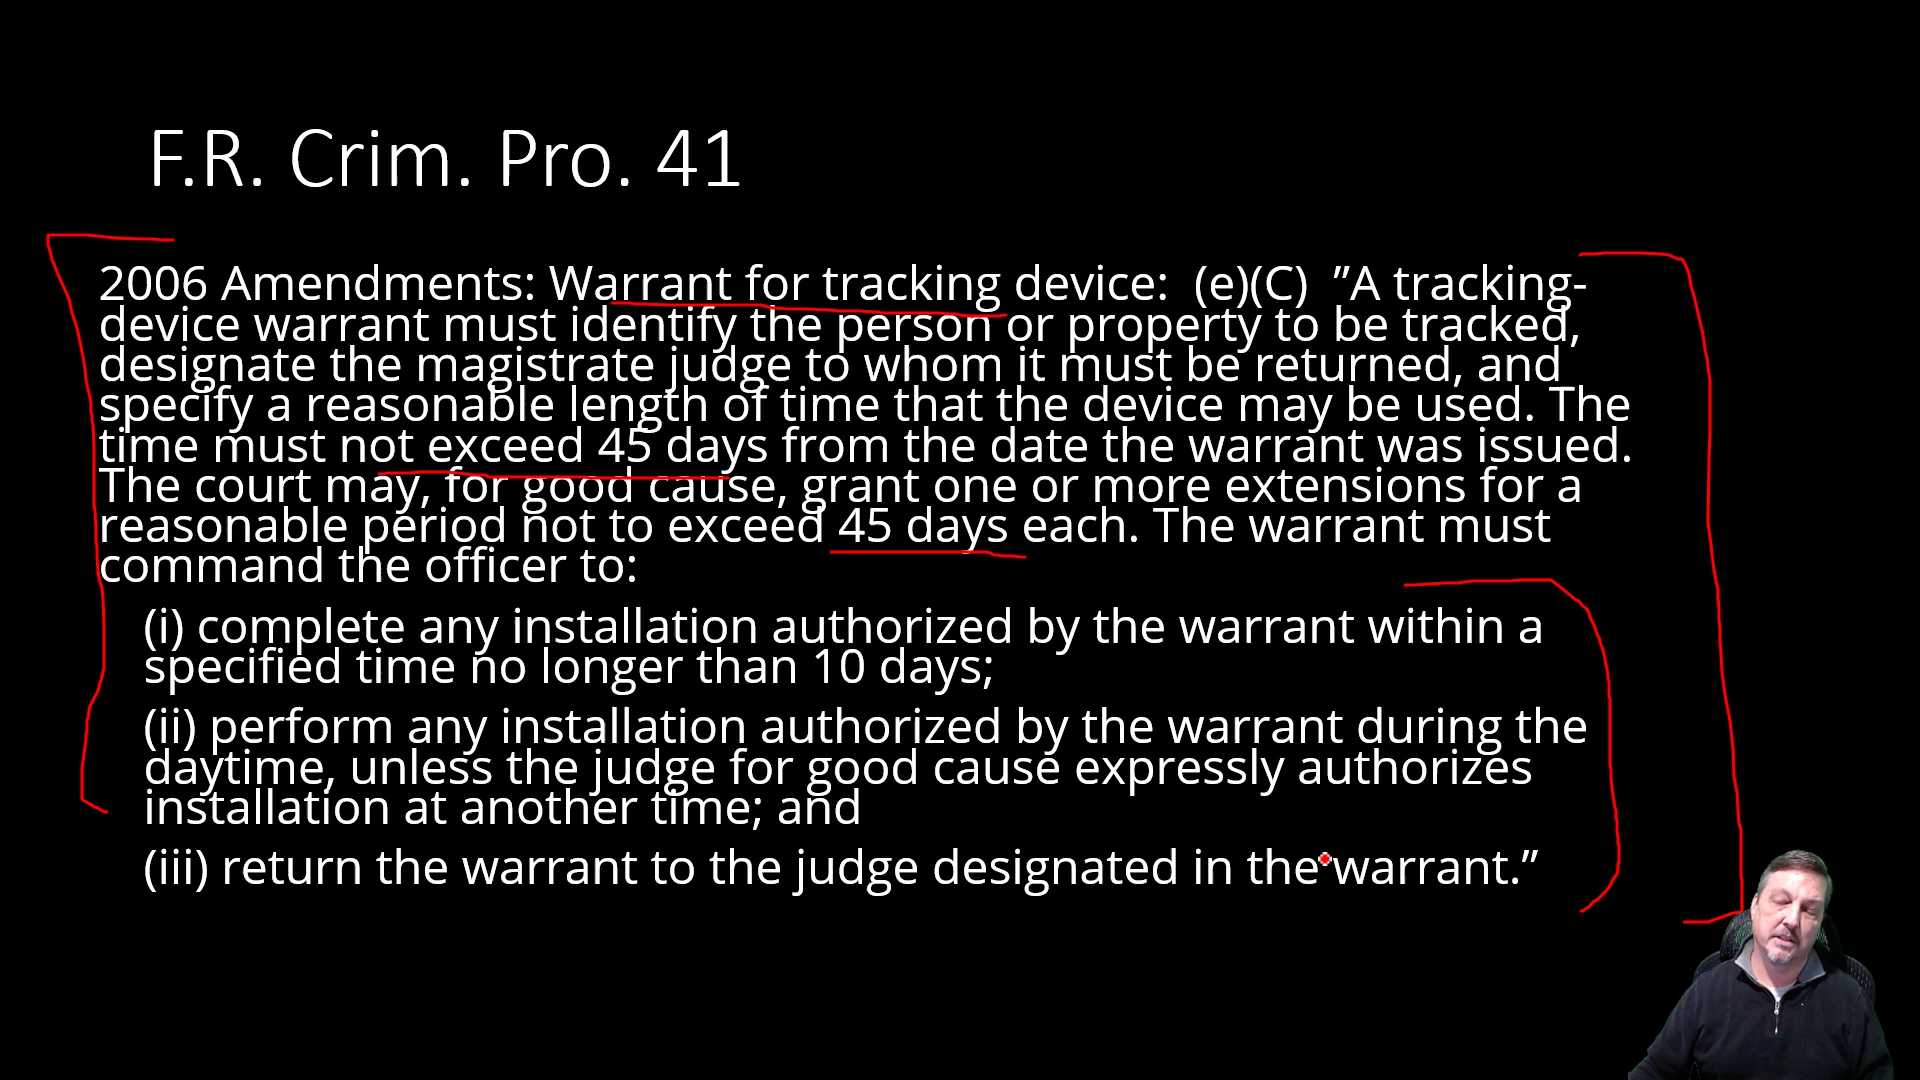 F.R. Crim. Pro. 41
2006 Amendments: Warrant for tracking device:  (e)(C)  ”A tracking-
device warrant must identify the person or property to be tracked,
designate the magistrate judge to whom it must be returned, and
specify a reasonable length of time that the device may be used. The
time must not exceed 45 days from the date the warrant was issued.
The court may, for good cause, grant one or more extensions for a
reasonable period not to exceed 45 days each. The warrant must
command the officer to:
(i) complete any installation authorized by the warrant within a
specified time no longer than 10 days;
(ii) perform any installation authorized by the warrant during the
daytime, unless the judge for good cause expressly authorizes
installation at another time; and
(iii) return the warrant to the judge designated in the warrant.”